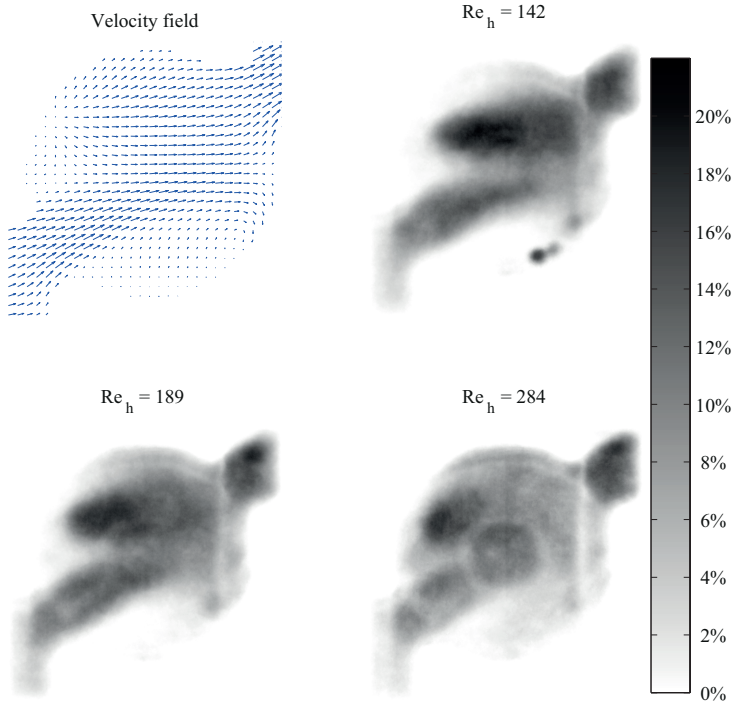 Velocity field
Re h = 142
20%
18%
16%
14%
12%
10%
8%
6%
4%
2%
0%
Re h = 189
Re h = 284